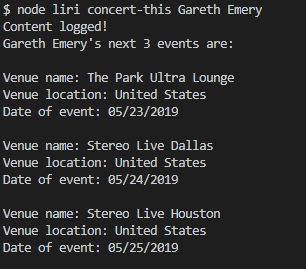 $ node liri concert-this Gareth Emery
Content logged!
Gareth Emery's next 3 events are:
Venue name: The Park Ultra Lounge
Venue location: United States
Date of event: 05/23/2019
Venue name: Stereo Live Dallas
Venue location: United States
Date of event: 05/24/2019
Venue name: Stereo Live Houston
Venue location: United States
Date of event: 05/25/2019